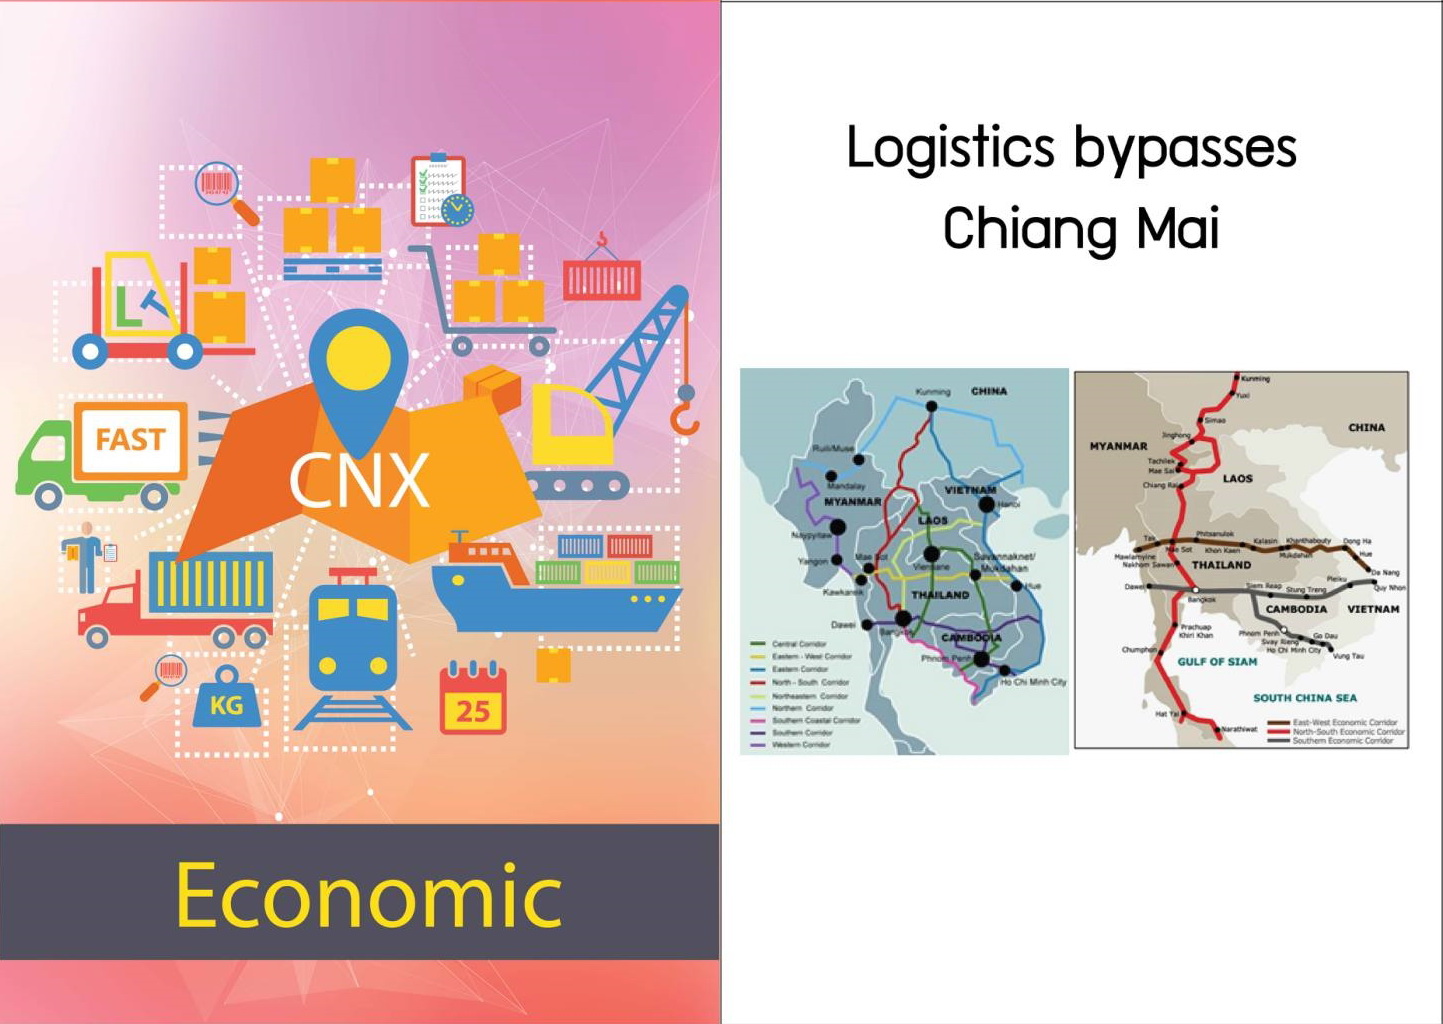 FAST
CNX
KG
25
Economic
Logistics bypasses
Chiang Mai
Kunming
CHINA
Ruili/Muse
Mandalay
MYANMAR
VIETNAM
Hanoi
LAOS
Naypyitaw
Yangon
Mae Sot
Vientiane
Savannaknet/
Mukdahan
Hue
Kawkareik
THAILAND
Dawei
Bangkok
CAMBODIA
Phnom Penh
Ho Chi Minh City
Central Corridor
Eastern - West Corridor
Eastern Corridor
North - South Corridor
Northeastern Corridor
Northern Corridor
Southern Coastal Corridor
Southern Corridor
Western Corridor
Kunming
Yuxi
Simao
CHINA
Jinghong
MYANMAR
Tachilek
Mae Sai
LAOS
Chiang Rai
Tak
Phitsanulok
Mae Sot
Khon Kaen
Kalasin
Khanthabouly
Mukdahan
Dong Ha
Hue
Da Nang
Mawlamyine
Nakhorn Sawan
THAILAND
Dawei
Bangkok
Siem Reap
Stung Treng
Pleiku
Quy Nhon
CAMBODIA
VIETNAM
Prachuap
Khiri Khan
Phnom Penh
Svay Rieng
Go Dau
Ho Chi Minh City
Vung Tau
Chumphon
GULF OF SIAM
SOUTH CHINA SEA
Hat Yai
Narathiwat
East-West Economic Corridor
North-South Economic Corridor
Southern Economic Corridor